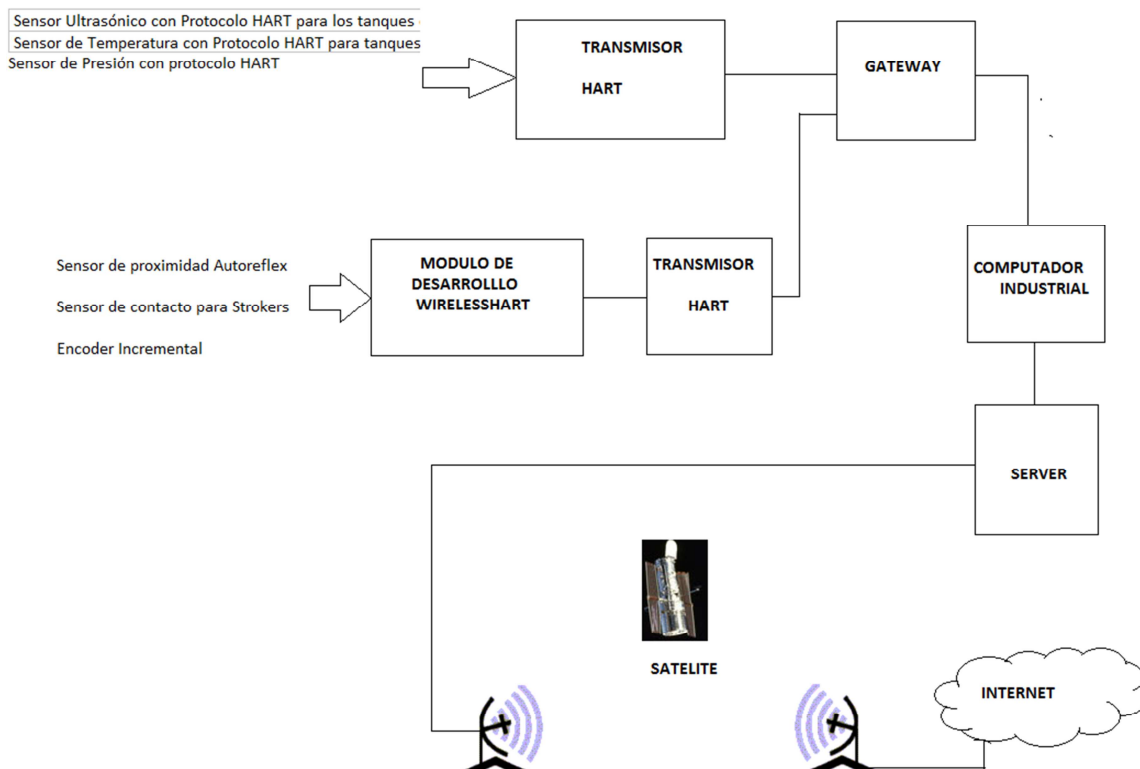 Sensor Ultrasónico con Protocolo HART para los tanques
Sensor de Temperatura con Protocolo HART para tanques
Sensor de Presión con protocolo HART
TRANSMISOR
HART
GATEWAY
Sensor de proximidad Autoreflex
Sensor de contacto para Strokers
Encoder Incremental
MODULO DE
DESARROLLLO
WIRELESSHART
TRANSMISOR
HART
COMPUTADOR
INDUSTRIAL
SERVER
SATELITE
INTERNET